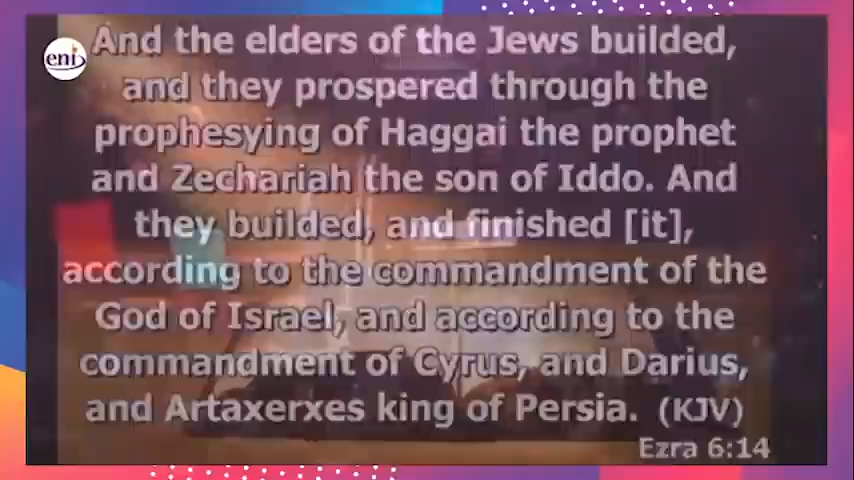 eni
And the elders of the Jews builded,
and they prospered through the
prophesying of Haggai the prophet
and Zechariah the son of Iddo. And
they builded, and finished [it],
according to the commandment of the
God of Israel, and according to the
commandment of Cyrus, and Darius,
and Artaxerxes king of Persia. (KJV)
Ezra 6:14